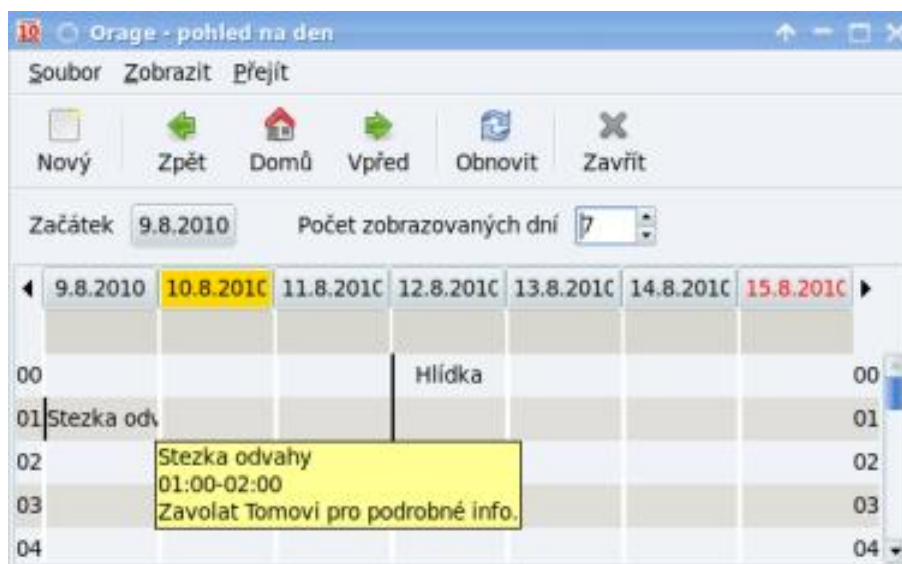 10 Orage - pohled na den
Soubor Zobrazit Přejít
Nový Zpět Domů Vpřed Obnovit Zavřít
Začátek 9.8.2010 Počet zobrazovaných dní 7
9.8.2010 10.8.2010 11.8.2010 12.8.2010 13.8.2010 14.8.2010 15.8.2010
00 Hlídka 00
01 Stezka odv 01
02 Stezka odvahy 02
01:00-02:00
03 Zavolat Tomovi pro podrobné info. 03
04 04